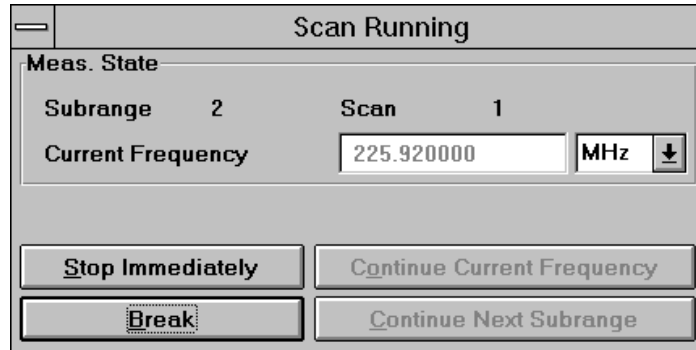 Scan Running
Meas. State
Subrange 2 Scan 1
Current Frequency 225.920000 MHz
Stop Immediately Continue Current Frequency
Break Continue Next Subrange